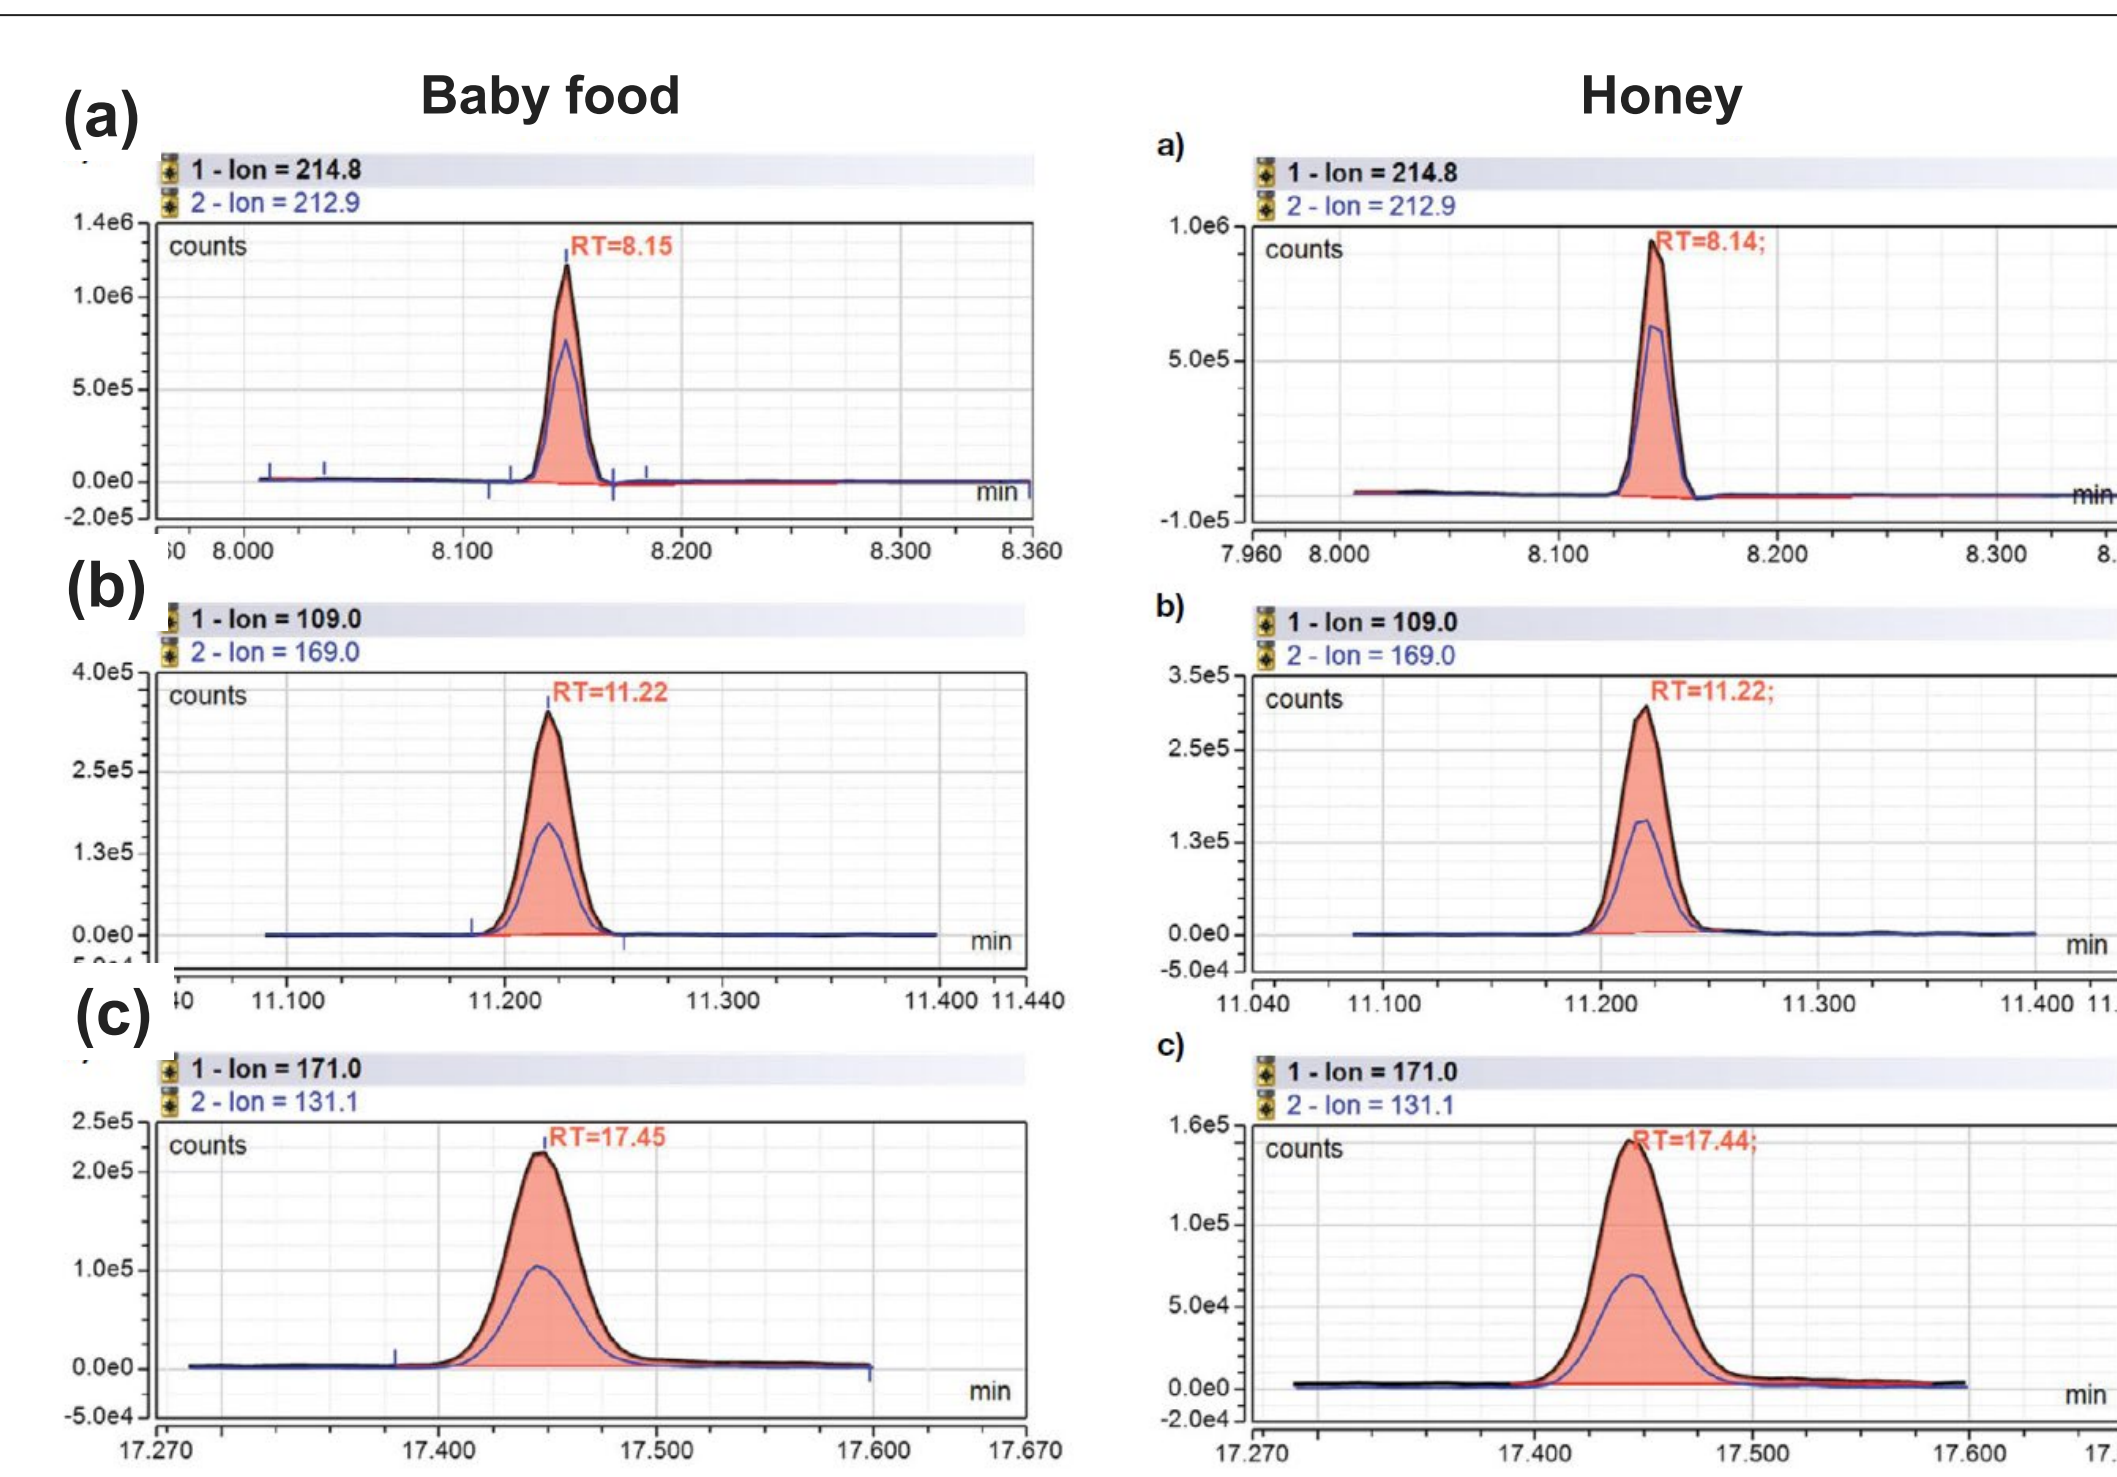 Baby food
Honey
(a)
1 - Ion = 214.8
2 - Ion = 212.9
counts
RT=8.15
1.4e6
1.0e6
5.0e5
0.0e0
-2.0e5
min
8.000 8.100 8.200 8.300 8.360
a)
1 - Ion = 214.8
2 - Ion = 212.9
counts
RT=8.14;
1.0e6
5.0e5
-1.0e5
min
7.960 8.000 8.100 8.200 8.300
(b)
1 - Ion = 109.0
2 - Ion = 169.0
counts
RT=11.22
4.0e5
2.5e5
1.3e5
0.0e0
min
11.100 11.200 11.300 11.400 11.440
b)
1 - Ion = 109.0
2 - Ion = 169.0
counts
RT=11.22;
3.5e5
2.5e5
1.3e5
0.0e0
-5.0e4
min
11.040 11.100 11.200 11.300 11.400
(c)
1 - Ion = 171.0
2 - Ion = 131.1
counts
RT=17.45
2.5e5
2.0e5
1.0e5
0.0e0
-5.0e4
min
17.270 17.400 17.500 17.600 17.670
c)
1 - Ion = 171.0
2 - Ion = 131.1
counts
RT=17.44;
1.6e5
1.0e5
5.0e4
0.0e0
-2.0e4
min
17.270 17.400 17.500 17.600